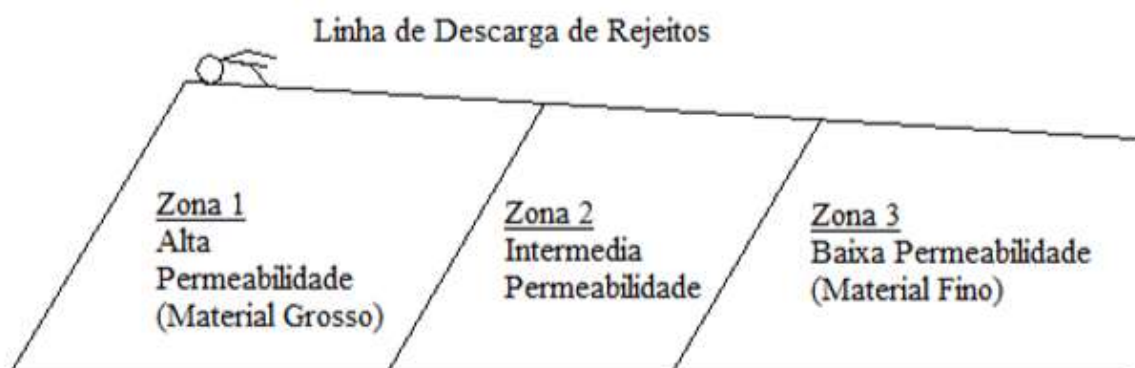 Linha de Descarga de Rejeitos
Zona 1
Alta
Permeabilidade
(Material Grosso)
Zona 2
Intermedia
Permeabilidade
Zona 3
Baixa Permeabilidade
(Material Fino)